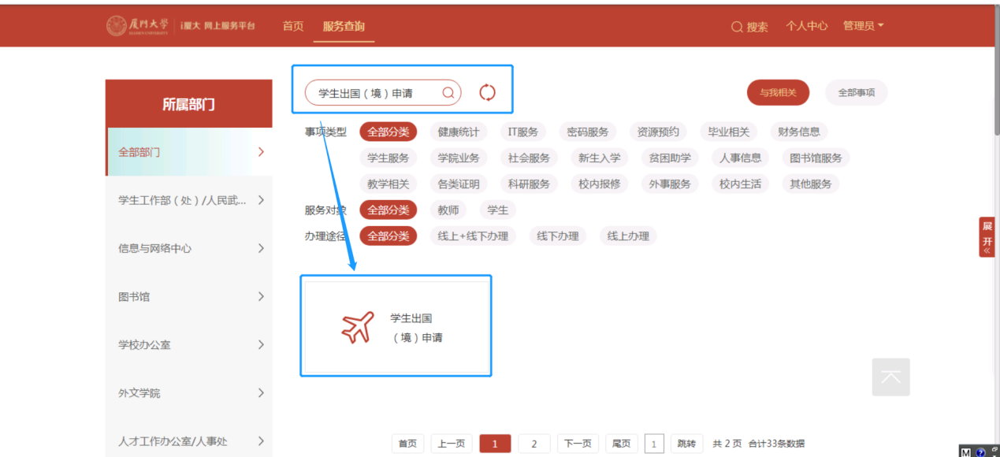 厦门大学 i厦大 网上服务平台 首页 服务查询 搜索 个人中心 管理员
所属部门
全部部门
学生工作部（处）/人民武...
信息与网络中心
图书馆
学校办公室
外文学院
人才工作办公室/人事处
学生出国（境）申请
与我相关 全部事项
事项类型 全部分类 健康统计 IT服务 密码服务 资源预约 毕业相关 财务信息
学生服务 学院业务 社会服务 新生入学 贫困助学 人事信息 图书馆服务
教学相关 各类证明 科研服务 校内报修 外事服务 校内生活 其他服务
服务对象 全部分类 教师 学生
办理途径 全部分类 线上+线下办理 线下办理 线上办理
展
开
学生出国
（境）申请
首页 上一页 1 2 下一页 尾页 1 跳转 共 2 页 合计33条数据
M